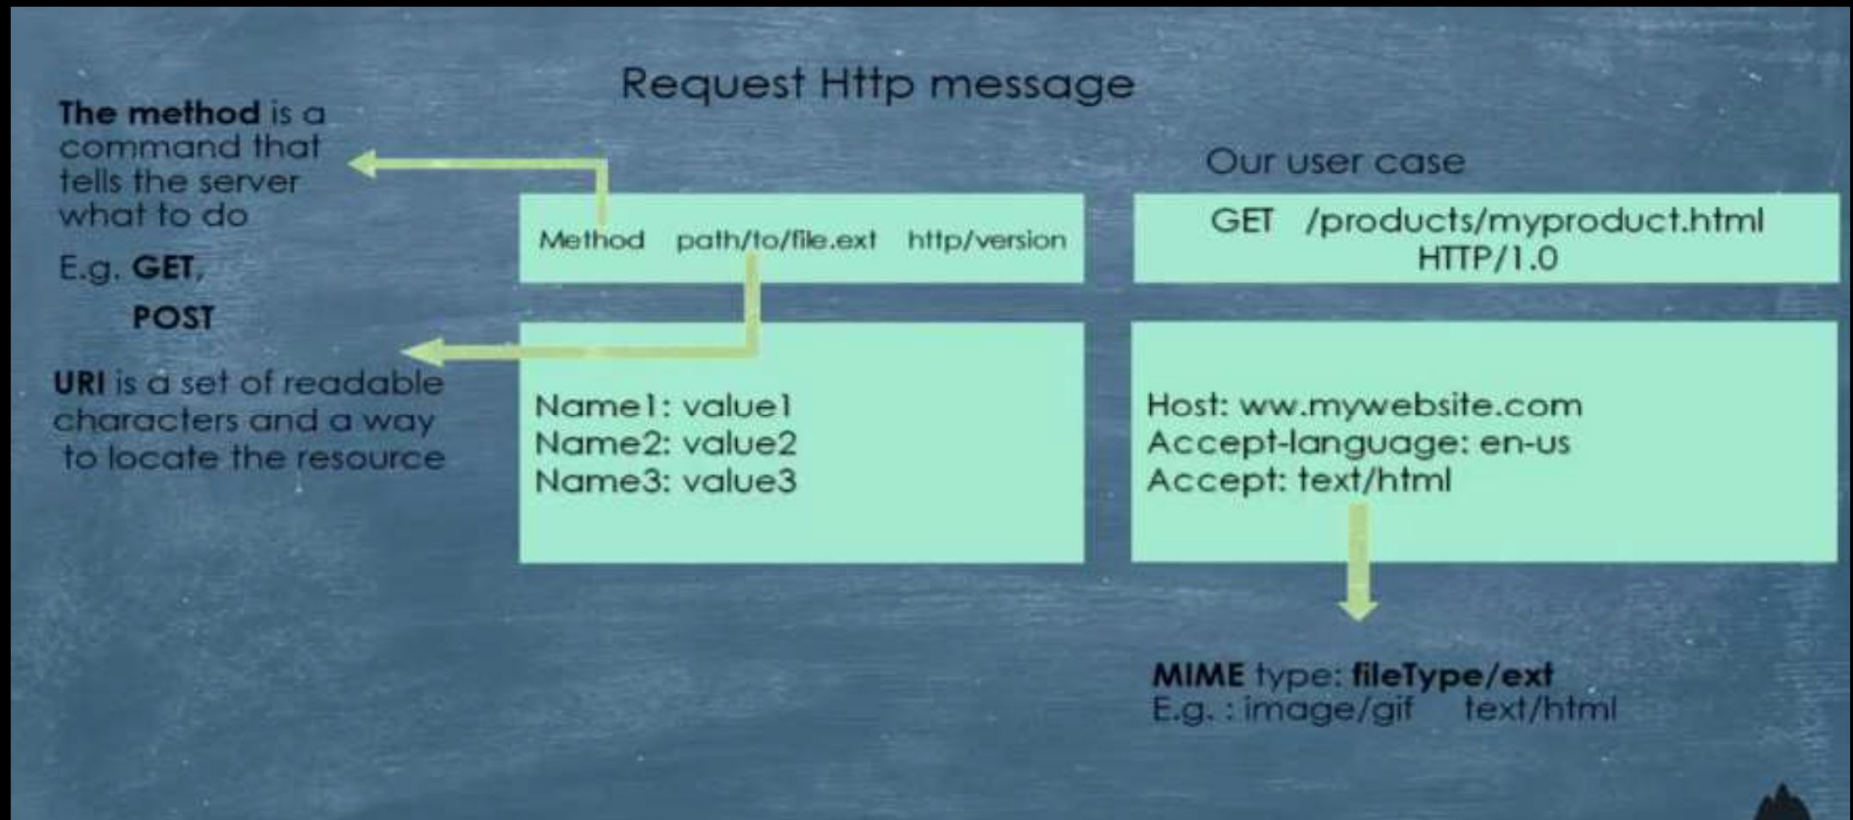 Request Http message
The method is a
command that
tells the server
what to do
E.g. GET,
POST
URI is a set of readable
characters and a way
to locate the resource
Method path/to/file.ext http/version
Name1: value1
Name2: value2
Name3: value3
Our user case
GET /products/myproduct.html
HTTP/1.0
Host: ww.mywebsite.com
Accept-language: en-us
Accept: text/html
MIME type: fileType/ext
E.g. : image/gif text/html